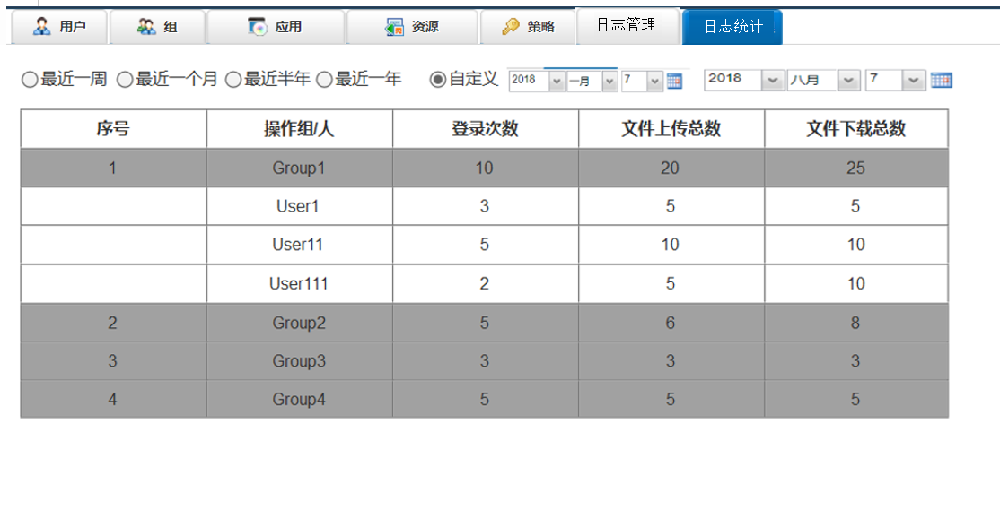 用户 组 应用 资源 策略 日志管理 日志统计
最近一周 最近一个月 最近半年 最近一年 自定义 2018 一月 7 2018 八月 7
序号 操作组/人 登录次数 文件上传总数 文件下载总数
1 Group1 10 20 25
User1 3 5 5
User11 5 10 10
User111 2 5 10
2 Group2 5 6 8
3 Group3 3 3 3
4 Group4 5 5 5